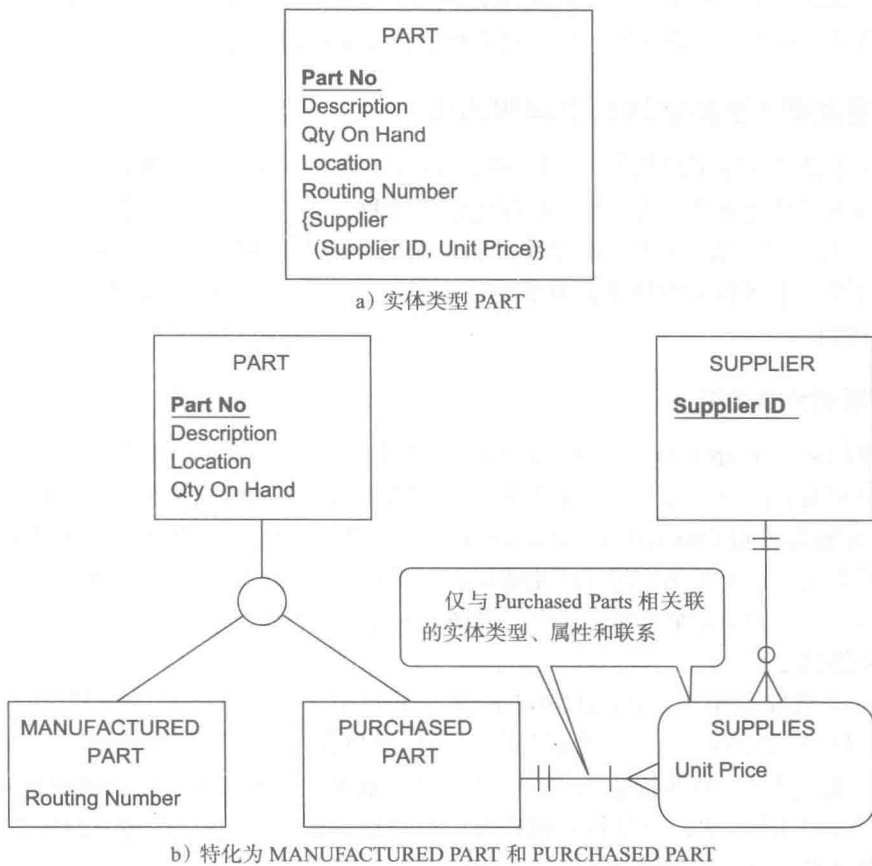 PART
Part No
Description
Qty On Hand
Location
Routing Number
{Supplier
(Supplier ID, Unit Price)}
a）实体类型 PART
PART
Part No
Description
Location
Qty On Hand
SUPPLIER
Supplier ID
仅与 Purchased Parts 相关联
的实体类型、属性和联系
MANUFACTURED
PART
Routing Number
PURCHASED
PART
SUPPLIES
Unit Price
b）特化为 MANUFACTURED PART 和 PURCHASED PART